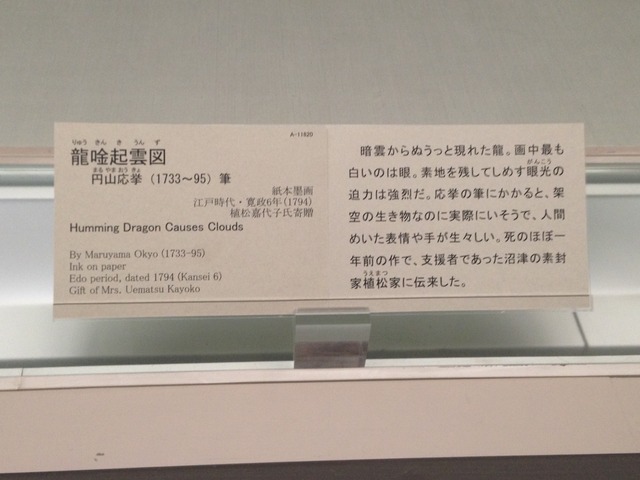 A-11820
りゅう きん き うん ず
龍唫起雲図
まる やま おう きょ
円山応挙（1733～95）筆
紙本墨画
江戸時代・寛政6年(1794)
植松嘉代子氏寄贈
Humming Dragon Causes Clouds
By Maruyama Okyo (1733-95)
Ink on paper
Edo period, dated 1794 (Kansei 6)
Gift of Mrs. Uematsu Kayoko
暗雲からぬうっと現れた龍。画中最も
白いのは眼。素地を残してしめす眼光の
がんこう
迫力は強烈だ。応挙の筆にかかると、架
空の生き物なのに実際にいそうで、人間
めいた表情や手が生々しい。死のほぼ一
年前の作で、支援者であった沼津の素封
うえまつ
家植松家に伝来した。